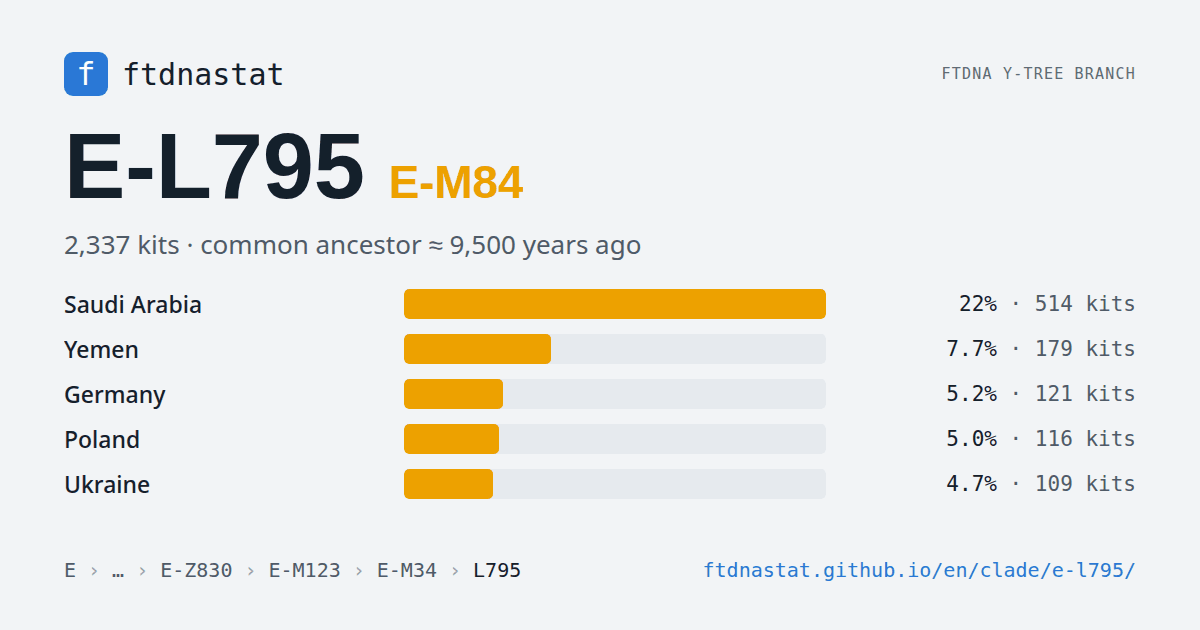 f ftdnastat
FTDNA Y-TREE BRANCH
E-L795 E-M84
2,337 kits · common ancestor ≈ 9,500 years ago
Saudi Arabia 22% · 514 kits
Yemen 7.7% · 179 kits
Germany 5.2% · 121 kits
Poland 5.0% · 116 kits
Ukraine 4.7% · 109 kits
E › … › E-Z830 › E-M123 › E-M34 › L795
ftdnastat.github.io/en/clade/e-l795/